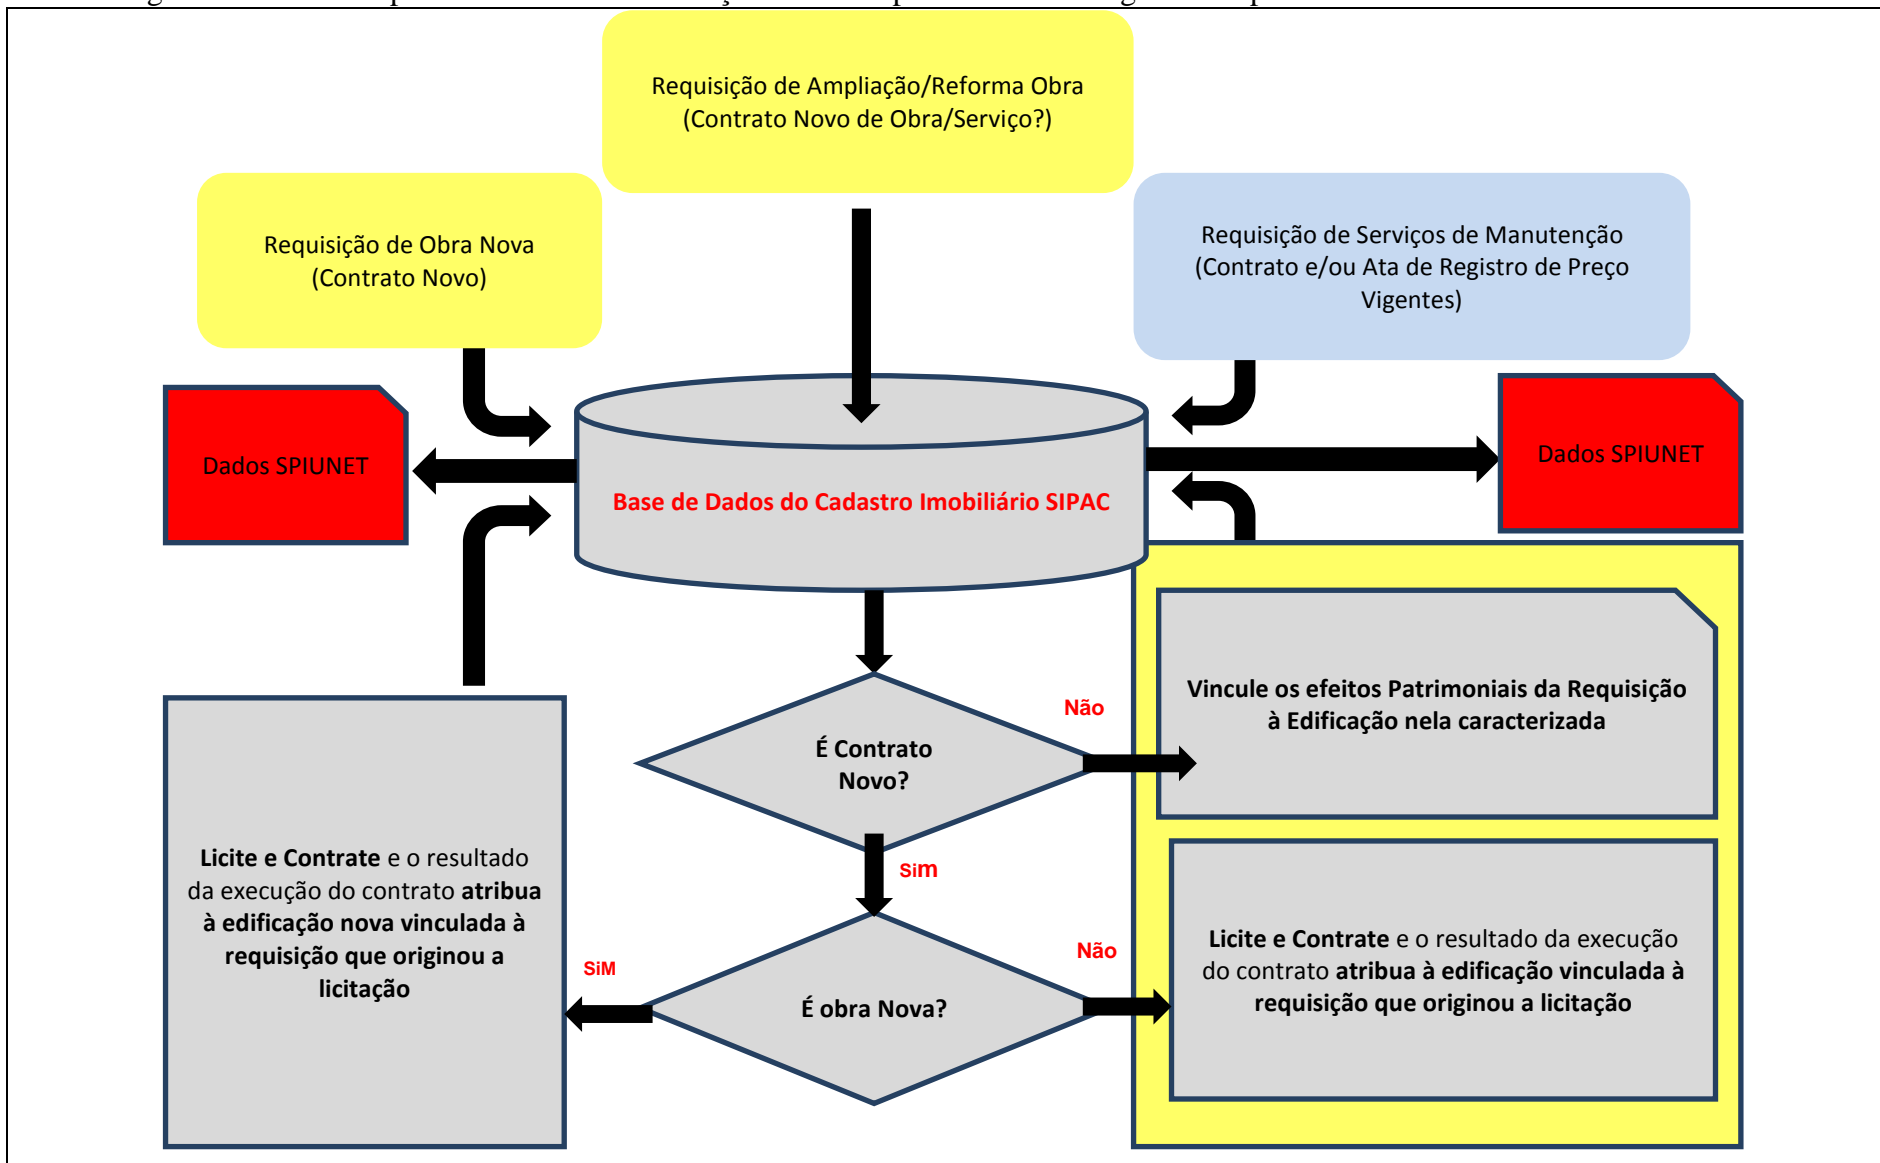 Requisição de Ampliação/Reforma Obra
(Contrato Novo de Obra/Serviço?)
Requisição de Obra Nova
(Contrato Novo)
Requisição de Serviços de Manutenção
(Contrato e/ou Ata de Registro de Preço
Vigentes)
Dados SPIUNET
Dados SPIUNET
Base de Dados do Cadastro Imobiliário SIPAC
Vincule os efeitos Patrimoniais da Requisição
à Edificação nela caracterizada
Não
É Contrato
Novo?
Sim
Licite e Contrate e o resultado
da execução do contrato atribua
à edificação nova vinculada à
requisição que originou a
licitação
SiM
É obra Nova?
Não
Licite e Contrate e o resultado da execução
do contrato atribua à edificação vinculada à
requisição que originou a licitação